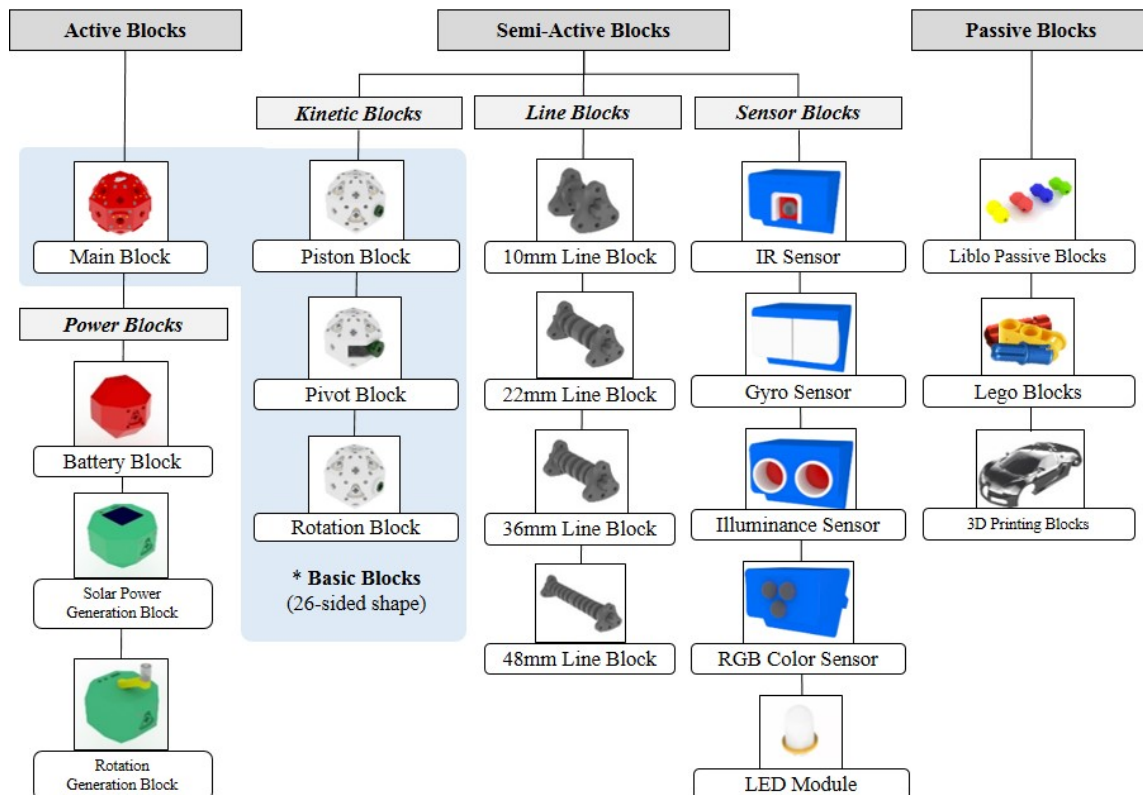 Active Blocks
Semi-Active Blocks
Passive Blocks
Kinetic Blocks
Line Blocks
Sensor Blocks
Main Block
Piston Block
10mm Line Block
IR Sensor
Liblo Passive Blocks
Power Blocks
Pivot Block
22mm Line Block
Gyro Sensor
Lego Blocks
Battery Block
Rotation Block
36mm Line Block
Illuminance Sensor
3D Printing Blocks
* Basic Blocks
(26-sided shape)
Solar Power
Generation Block
48mm Line Block
RGB Color Sensor
Rotation
Generation Block
LED Module